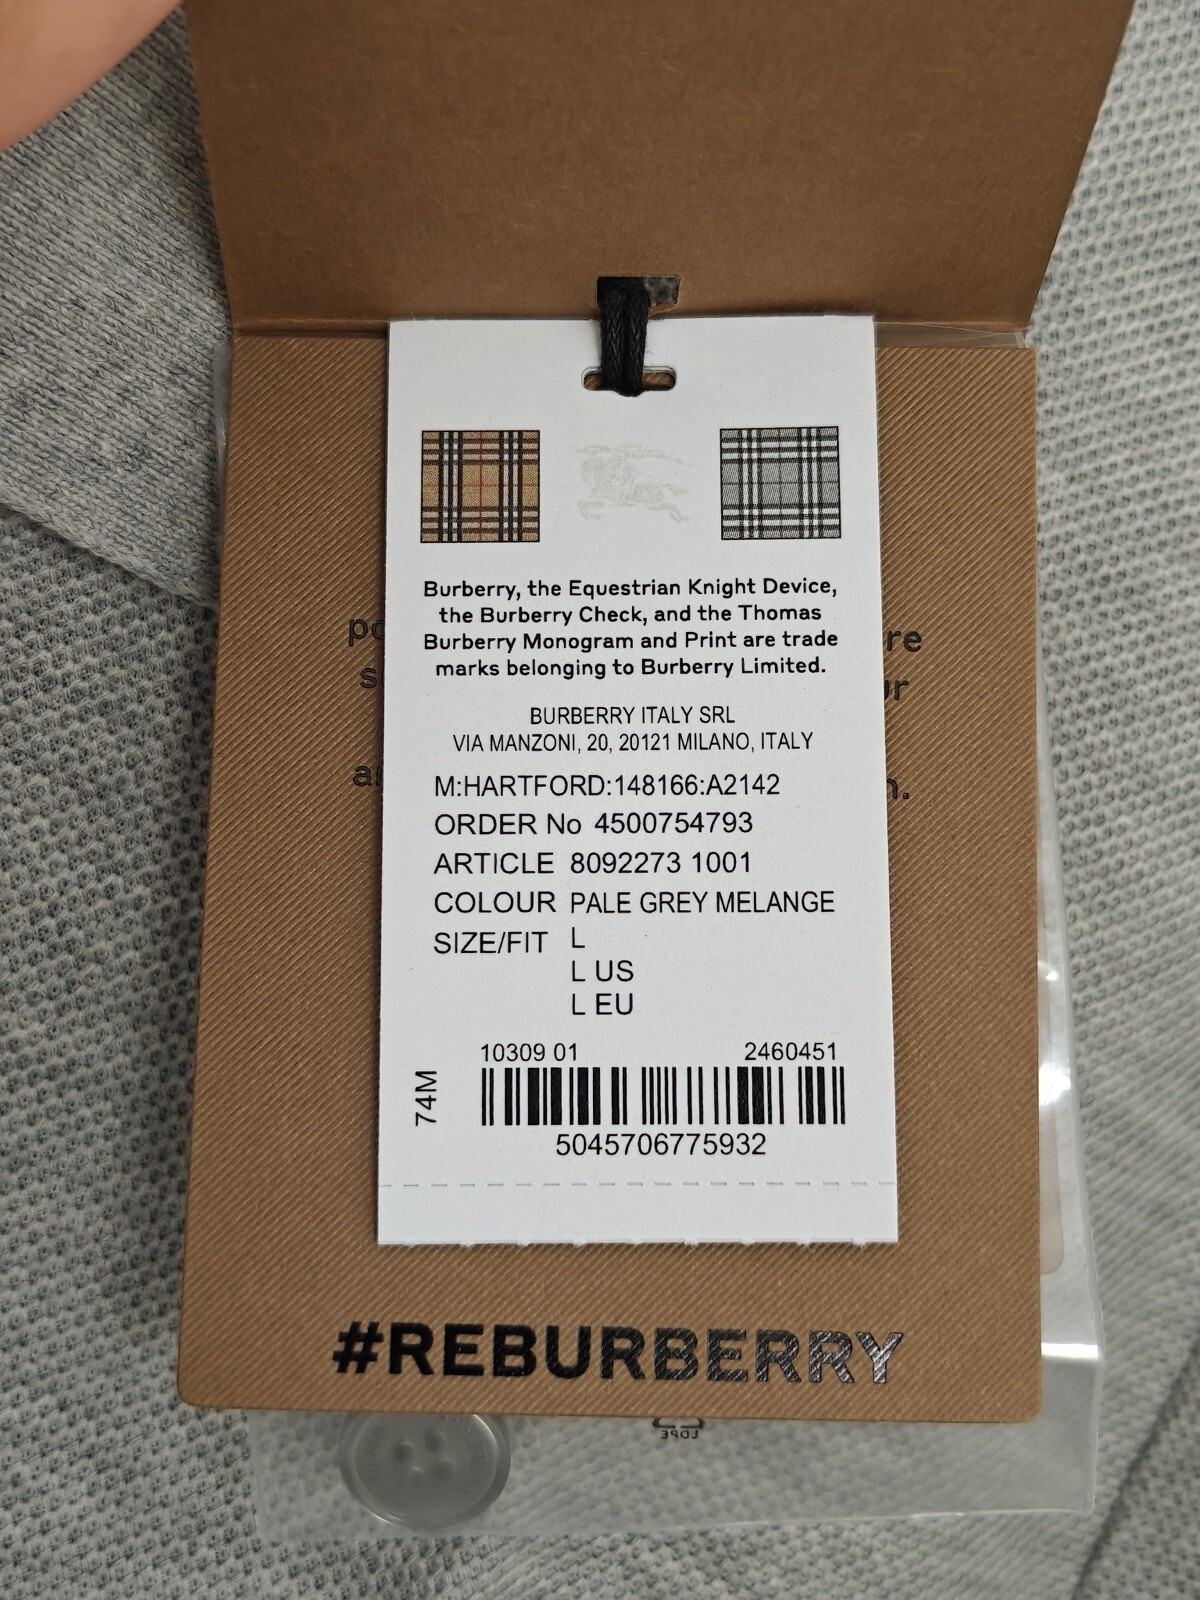 Burberry, the Equestrian Knight Device,
the Burberry Check, and the Thomas
Burberry Monogram and Print are trade
marks belonging to Burberry Limited.
BURBERRY ITALY SRL
VIA MANZONI, 20, 20121 MILANO, ITALY
M:HARTFORD:148166:A2142
ORDER No 4500754793
ARTICLE 8092273 1001
COLOUR PALE GREY MELANGE
SIZE/FIT L
L US
L EU
10309 01 2460451
74M
5045706775932
#REBURBERRY
LDPE